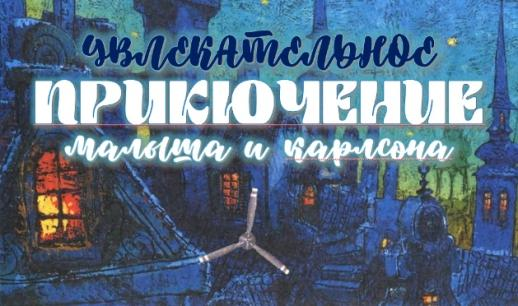 увлекательное
ПРИКЛЮЧЕНИЕ
малыша и карлсона